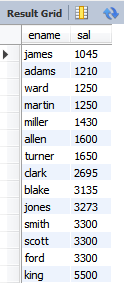 Result Grid
ename sal
james 1045
adams 1210
ward 1250
martin 1250
miller 1430
allen 1600
turner 1650
clark 2695
blake 3135
jones 3273
smith 3300
scott 3300
ford 3300
king 5500